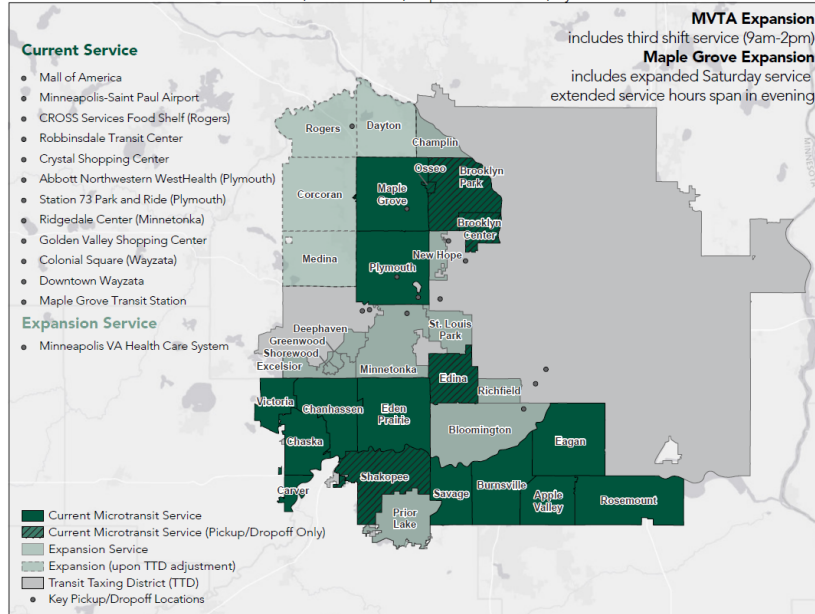 MVTA Expansion
includes third shift service (9am-2pm)
Maple Grove Expansion
includes expanded Saturday service
extended service hours span in evening
Current Service
Mall of America
Minneapolis-Saint Paul Airport
CROSS Services Food Shelf (Rogers)
Robbinsdale Transit Center
Crystal Shopping Center
Abbott Northwestern WestHealth (Plymouth)
Station 73 Park and Ride (Plymouth)
Ridgedale Center (Minnetonka)
Golden Valley Shopping Center
Colonial Square (Wayzata)
Downtown Wayzata
Maple Grove Transit Station
Expansion Service
Minneapolis VA Health Care System
Rogers
Dayton
Champlin
Osseo
Brooklyn
Park
Maple
Grove
Corcoran
Brooklyn
Center
Medina
Plymouth
New Hope
Deephaven
Greenwood
Shorewood
Excelsior
St. Louis
Park
Minnetonka
Edina
Richfield
Victoria
Chanhassen
Eden
Prairie
Bloomington
Chaska
Eagan
Carver
Shakopee
Savage
Burnsville
Apple
Valley
Rosemount
Prior
Lake
Current Microtransit Service
Current Microtransit Service (Pickup/Dropoff Only)
Expansion Service
Expansion (upon TTD adjustment)
Transit Taxing District (TTD)
Key Pickup/Dropoff Locations